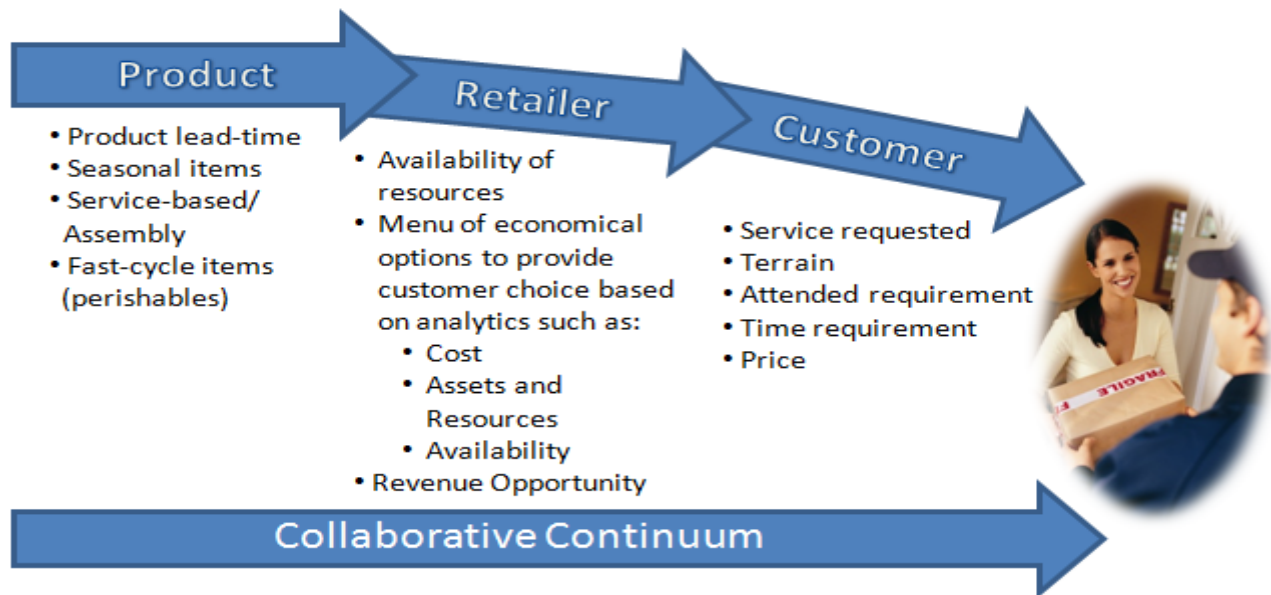 Product
• Product lead-time
• Seasonal items
• Service-based/
Assembly
• Fast-cycle items
(perishables)
Retailer
• Availability of
resources
• Menu of economical
options to provide
customer choice based
on analytics such as:
• Cost
• Assets and
Resources
• Availability
• Revenue Opportunity
Customer
• Service requested
• Terrain
• Attended requirement
• Time requirement
• Price
FRAGILE
Collaborative Continuum